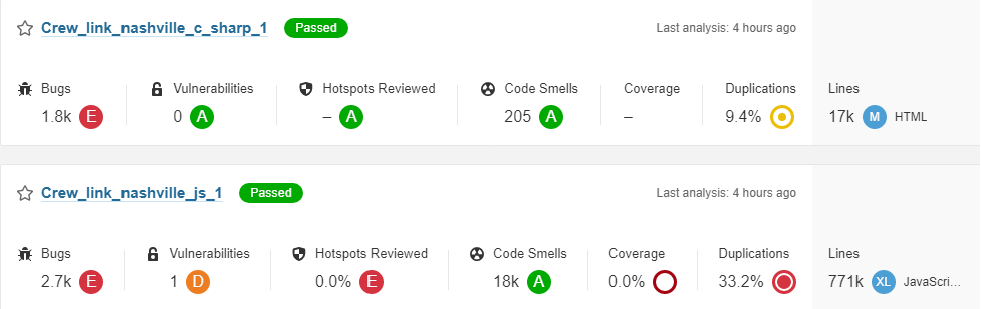 Crew_link_nashville_c_sharp_1 Passed Last analysis: 4 hours ago
Bugs Vulnerabilities Hotspots Reviewed Code Smells Coverage Duplications Lines
1.8k E 0 A – A 205 A – 9.4% 17k M HTML
Crew_link_nashville_js_1 Passed Last analysis: 4 hours ago
Bugs Vulnerabilities Hotspots Reviewed Code Smells Coverage Duplications Lines
2.7k E 1 D 0.0% E 18k A 0.0% 33.2% 771k XL JavaScri...